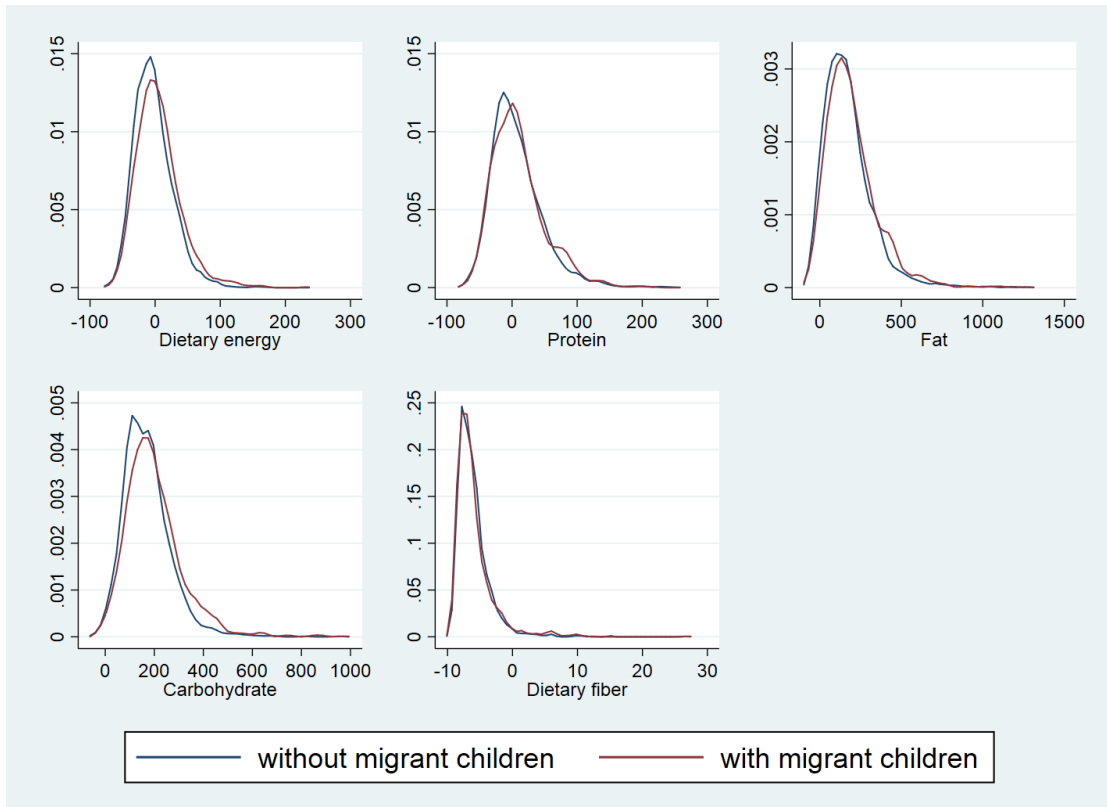 .015
.01
.005
0
-100 0 100 200 300
Dietary energy
.015
.01
.005
0
-100 0 100 200 300
Protein
.003
.002
.001
0
0 500 1000 1500
Fat
.005
.004
.003
.002
.001
0
0 200 400 600 800 1000
Carbohydrate
.25
.2
.15
.1
.05
0
-10 0 10 20 30
Dietary fiber
without migrant children with migrant children